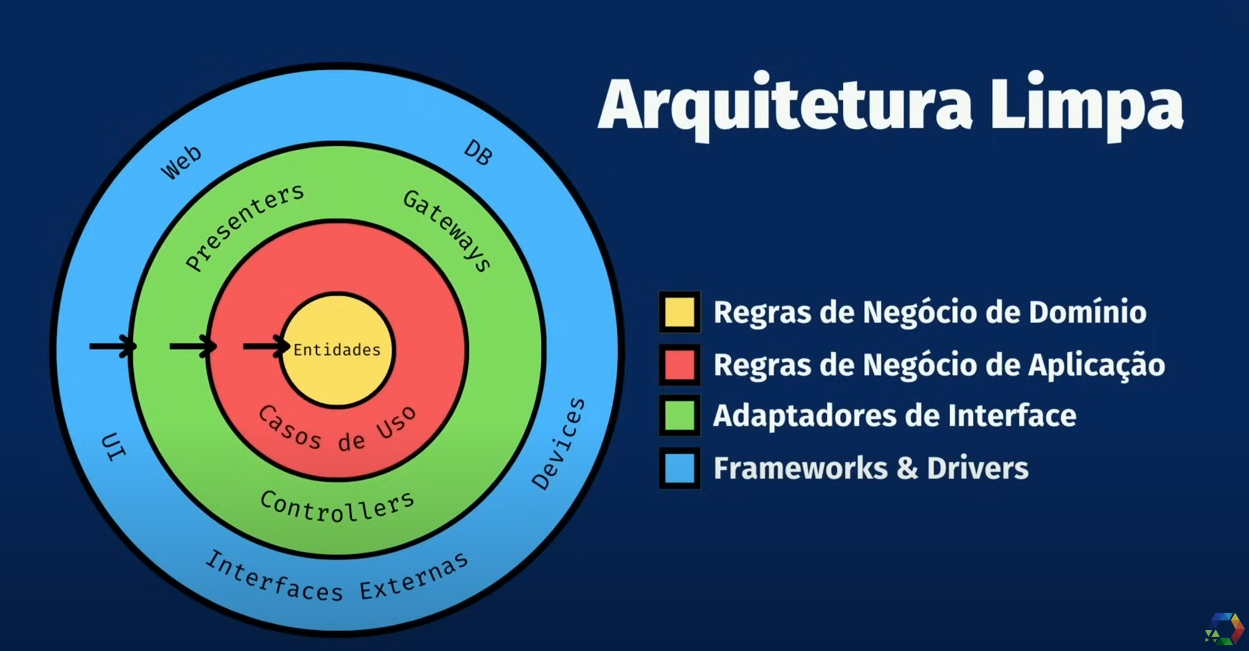 Arquitetura Limpa
Web
DB
Presenters
Gateways
Entidades
Casos de Uso
UI
Devices
Controllers
Interfaces Externas
Regras de Negócio de Domínio
Regras de Negócio de Aplicação
Adaptadores de Interface
Frameworks & Drivers